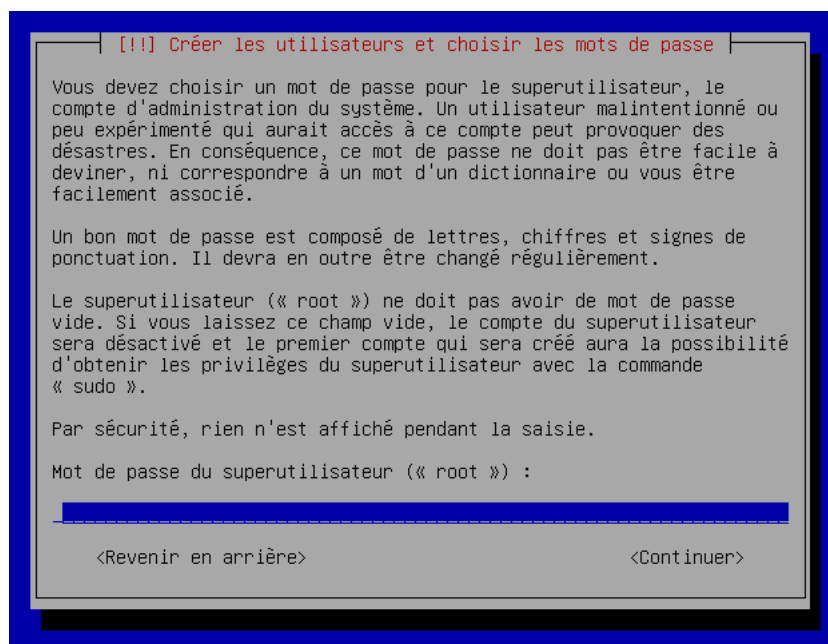 [!!] Créer les utilisateurs et choisir les mots de passe
Vous devez choisir un mot de passe pour le superutilisateur, le
compte d'administration du système. Un utilisateur malintentionné ou
peu expérimenté qui aurait accès à ce compte peut provoquer des
désastres. En conséquence, ce mot de passe ne doit pas être facile à
deviner, ni correspondre à un mot d'un dictionnaire ou vous être
facilement associé.
Un bon mot de passe est composé de lettres, chiffres et signes de
ponctuation. Il devra en outre être changé régulièrement.
Le superutilisateur (« root ») ne doit pas avoir de mot de passe
vide. Si vous laissez ce champ vide, le compte du superutilisateur
sera désactivé et le premier compte qui sera créé aura la possibilité
d'obtenir les privilèges du superutilisateur avec la commande
« sudo ».
Par sécurité, rien n'est affiché pendant la saisie.
Mot de passe du superutilisateur (« root ») :
<Revenir en arrière> <Continuer>